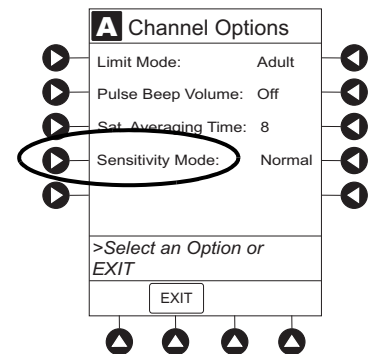 A Channel Options
Limit Mode: Adult
Pulse Beep Volume: Off
Sat. Averaging Time: 8
Sensitivity Mode: Normal
>Select an Option or
EXIT
EXIT